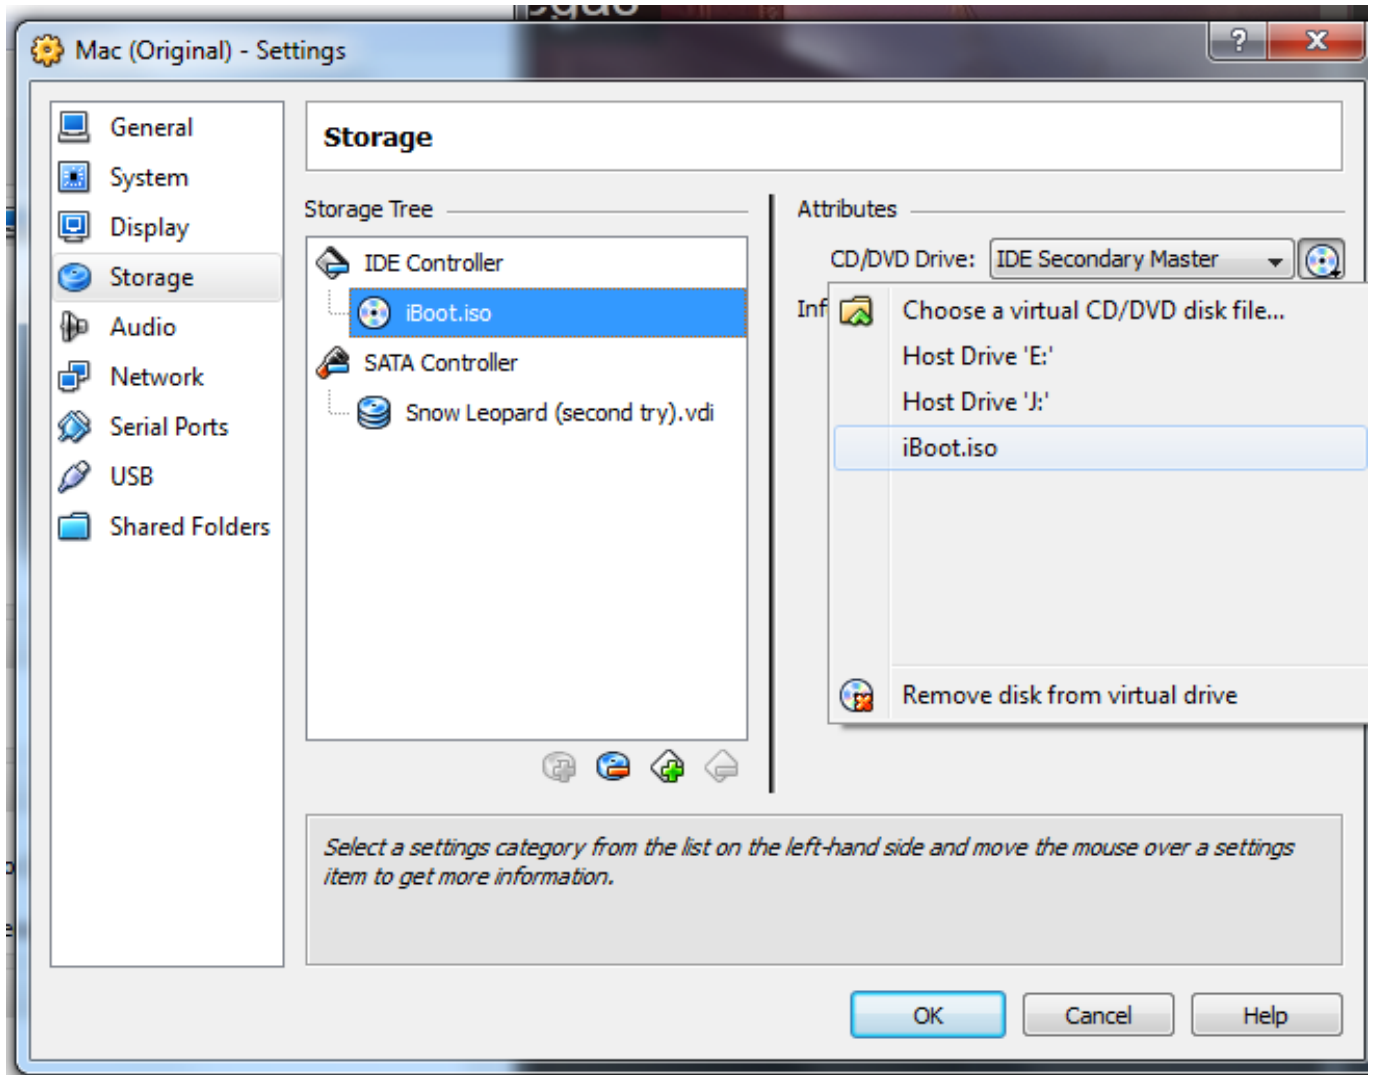 Mac (Original) - Settings
?
General
System
Display
Storage
Audio
Network
Serial Ports
USB
Shared Folders
Storage
Storage Tree
IDE Controller
iBoot.iso
SATA Controller
Snow Leopard (second try).vdi
Attributes
CD/DVD Drive: IDE Secondary Master
Inf
Choose a virtual CD/DVD disk file...
Host Drive 'E:'
Host Drive 'J:'
iBoot.iso
Remove disk from virtual drive
Select a settings category from the list on the left-hand side and move the mouse over a settings
item to get more information.
OK
Cancel
Help